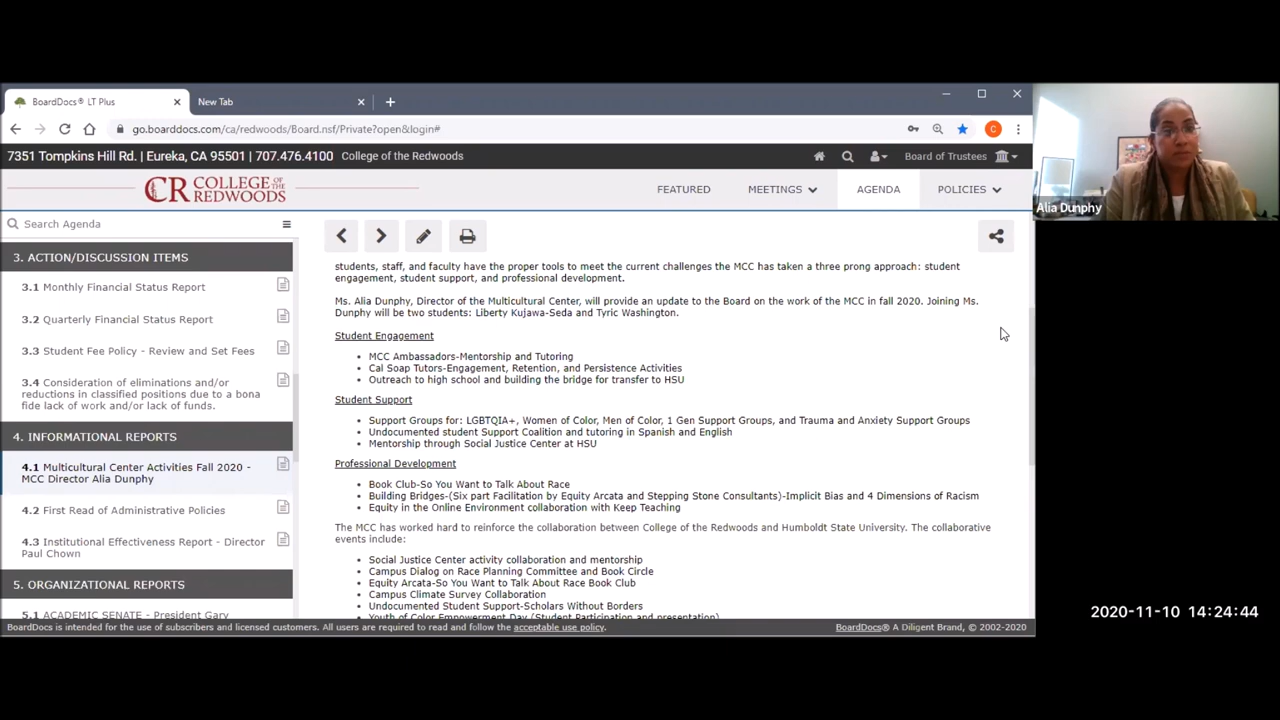 BoardDocs® LT Plus
New Tab
go.boarddocs.com/ca/redwoods/Board.nsf/Private?open&login#
C
7351 Tompkins Hill Rd. | Eureka, CA 95501 | 707.476.4100 College of the Redwoods
Board of Trustees
CR COLLEGE OF THE REDWOODS
FEATURED MEETINGS AGENDA POLICIES
Search Agenda
3. ACTION/DISCUSSION ITEMS
3.1 Monthly Financial Status Report
3.2 Quarterly Financial Status Report
3.3 Student Fee Policy - Review and Set Fees
3.4 Consideration of eliminations and/or
reductions in classified positions due to a bona
fide lack of work and/or lack of funds.
4. INFORMATIONAL REPORTS
4.1 Multicultural Center Activities Fall 2020 -
MCC Director Alia Dunphy
4.2 First Read of Administrative Policies
4.3 Institutional Effectiveness Report - Director
Paul Chown
5. ORGANIZATIONAL REPORTS
5.1 ACADEMIC SENATE - President Gary
students, staff, and faculty have the proper tools to meet the current challenges the MCC has taken a three prong approach: student
engagement, student support, and professional development.
Ms. Alia Dunphy, Director of the Multicultural Center, will provide an update to the Board on the work of the MCC in fall 2020. Joining Ms.
Dunphy will be two students: Liberty Kujawa-Seda and Tyric Washington.
Student Engagement
• MCC Ambassadors-Mentorship and Tutoring
• Cal Soap Tutors-Engagement, Retention, and Persistence Activities
• Outreach to high school and building the bridge for transfer to HSU
Student Support
• Support Groups for: LGBTQIA+, Women of Color, Men of Color, 1 Gen Support Groups, and Trauma and Anxiety Support Groups
• Undocumented student Support Coalition and tutoring in Spanish and English
• Mentorship through Social Justice Center at HSU
Professional Development
• Book Club-So You Want to Talk About Race
• Building Bridges-(Six part Facilitation by Equity Arcata and Stepping Stone Consultants)-Implicit Bias and 4 Dimensions of Racism
• Equity in the Online Environment collaboration with Keep Teaching
The MCC has worked hard to reinforce the collaboration between College of the Redwoods and Humboldt State University. The collaborative
events include:
• Social Justice Center activity collaboration and mentorship
• Campus Dialog on Race Planning Committee and Book Circle
• Equity Arcata-So You Want to Talk About Race Book Club
• Campus Climate Survey Collaboration
• Undocumented Student Support-Scholars Without Borders
• Youth of Color Empowerment Day (Student Participation and presentation)
BoardDocs is intended for the use of subscribers and licensed customers. All users are required to read and follow the acceptable use policy.
BoardDocs® A Diligent Brand, © 2002-2020
Alia Dunphy
2020-11-10 14:24:44